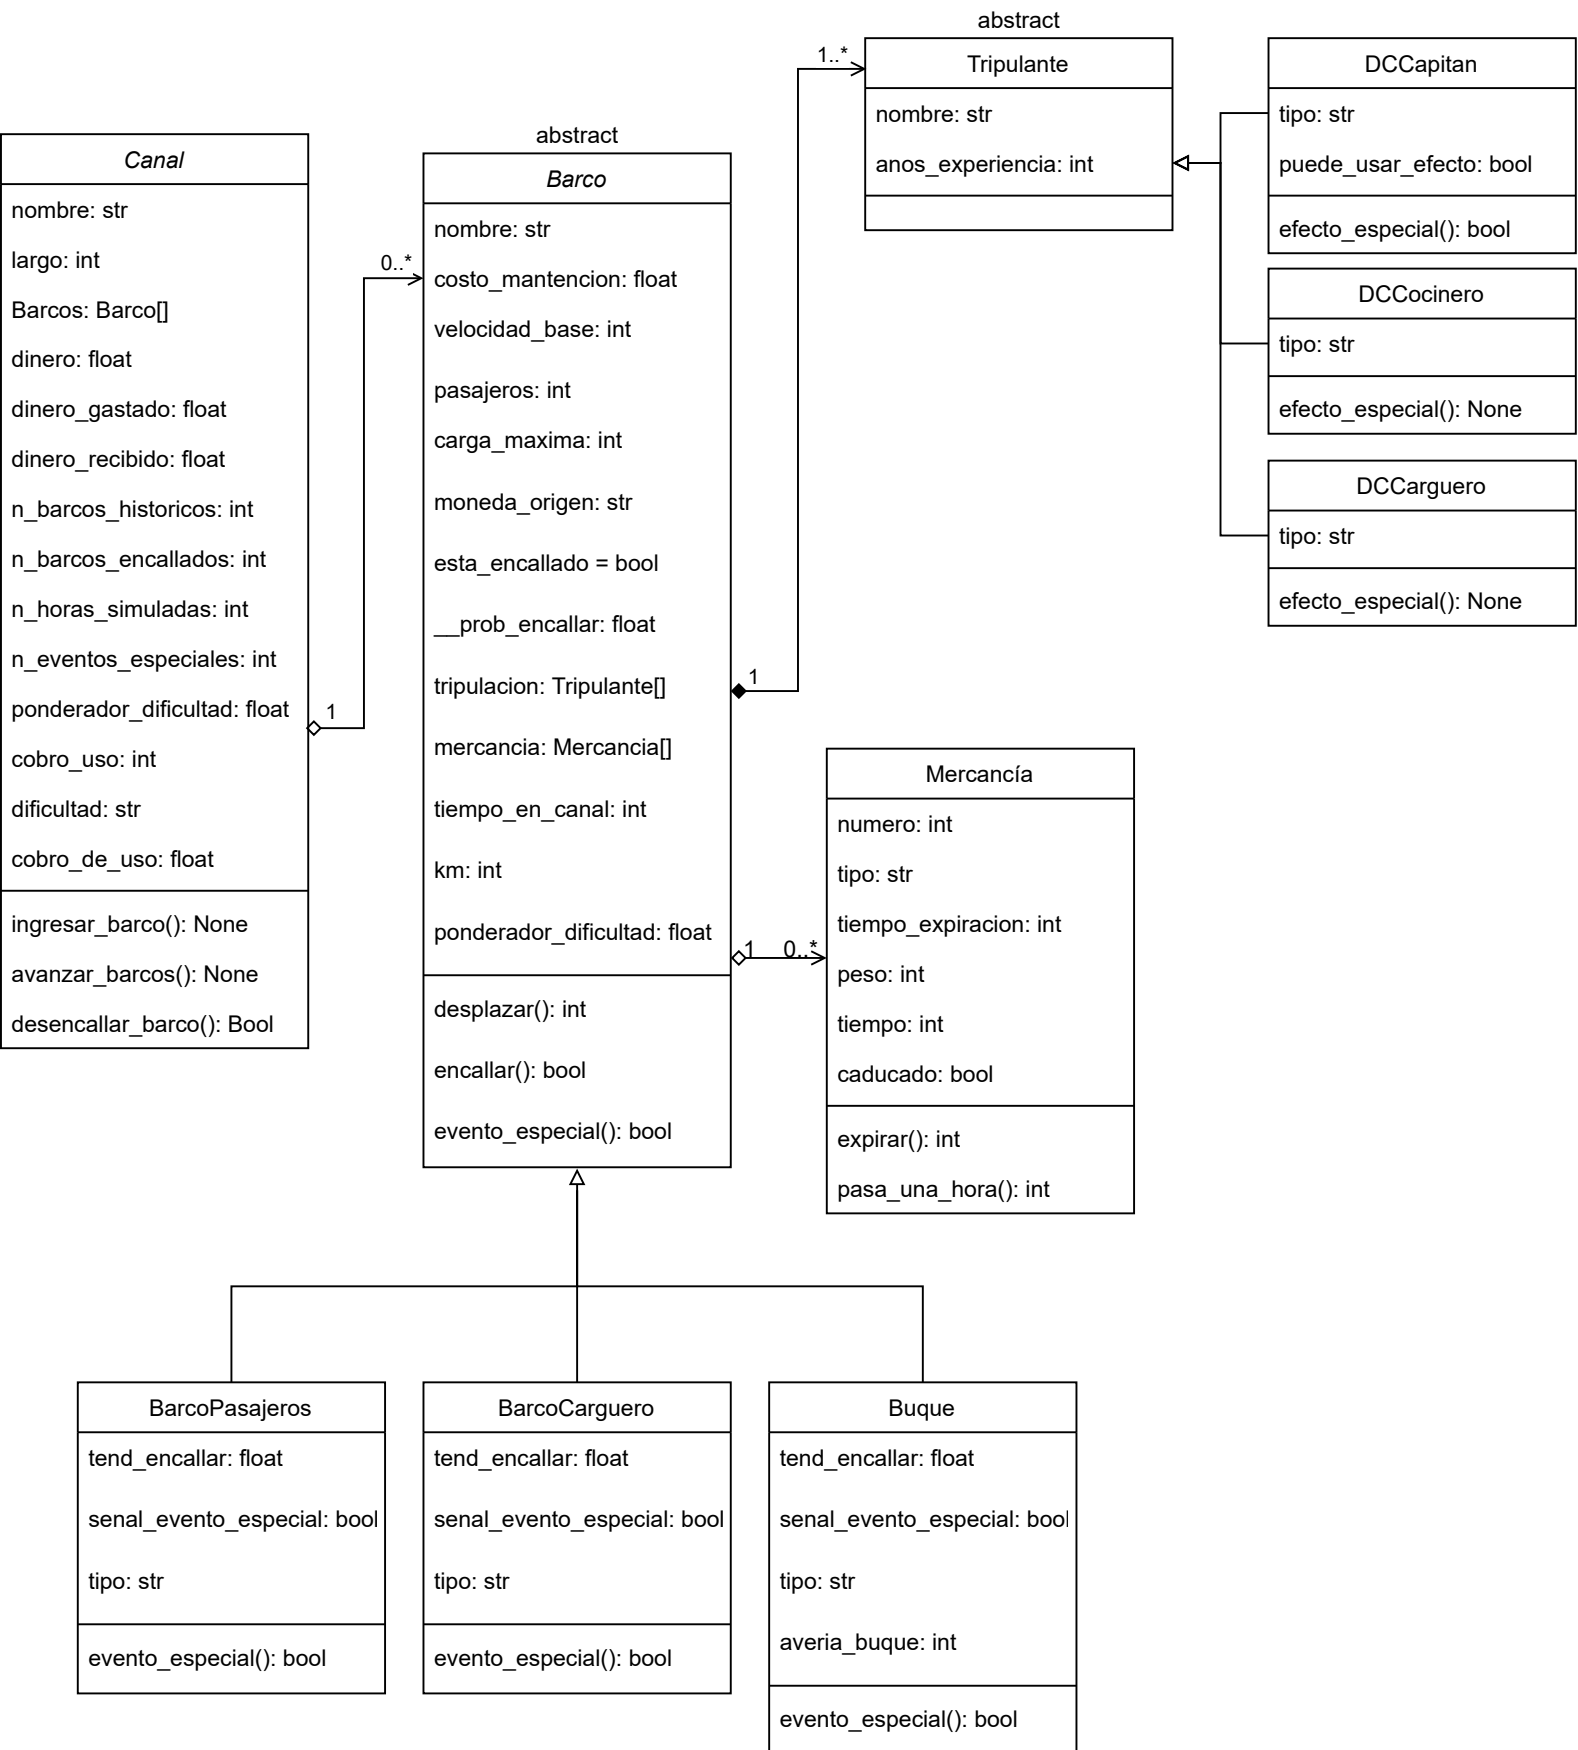 Canal
nombre: str
largo: int
Barcos: Barco[]
dinero: float
dinero_gastado: float
dinero_recibido: float
n_barcos_historicos: int
n_barcos_encallados: int
n_horas_simuladas: int
n_eventos_especiales: int
ponderador_dificultad: float
cobro_uso: int
dificultad: str
cobro_de_uso: float
ingresar_barco(): None
avanzar_barcos(): None
desencallar_barco(): Bool
1
0..*
abstract
Barco
nombre: str
costo_mantencion: float
velocidad_base: int
pasajeros: int
carga_maxima: int
moneda_origen: str
esta_encallado = bool
__prob_encallar: float
tripulacion: Tripulante[]
mercancia: Mercancia[]
tiempo_en_canal: int
km: int
ponderador_dificultad: float
desplazar(): int
encallar(): bool
evento_especial(): bool
1
1..*
abstract
Tripulante
nombre: str
anos_experiencia: int
DCCapitan
tipo: str
puede_usar_efecto: bool
efecto_especial(): bool
DCCocinero
tipo: str
efecto_especial(): None
DCCarguero
tipo: str
efecto_especial(): None
1
0..*
Mercancía
numero: int
tipo: str
tiempo_expiracion: int
peso: int
tiempo: int
caducado: bool
expirar(): int
pasa_una_hora(): int
BarcoPasajeros
tend_encallar: float
senal_evento_especial: bool
tipo: str
evento_especial(): bool
BarcoCarguero
tend_encallar: float
senal_evento_especial: bool
tipo: str
evento_especial(): bool
Buque
tend_encallar: float
senal_evento_especial: bool
tipo: str
averia_buque: int
evento_especial(): bool